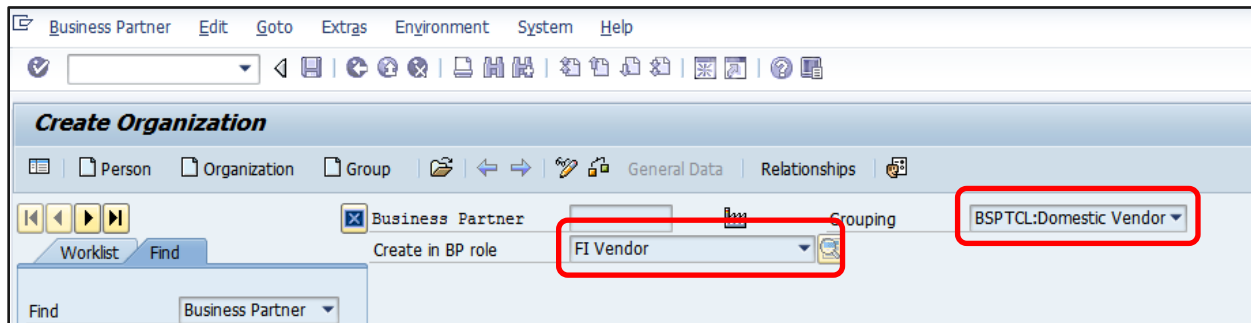 Business Partner Edit Goto Extras Environment System Help
Create Organization
Person Organization Group General Data Relationships
Business Partner Grouping BSPTCL:Domestic Vendor
Worklist Find Create in BP role FI Vendor
Find Business Partner